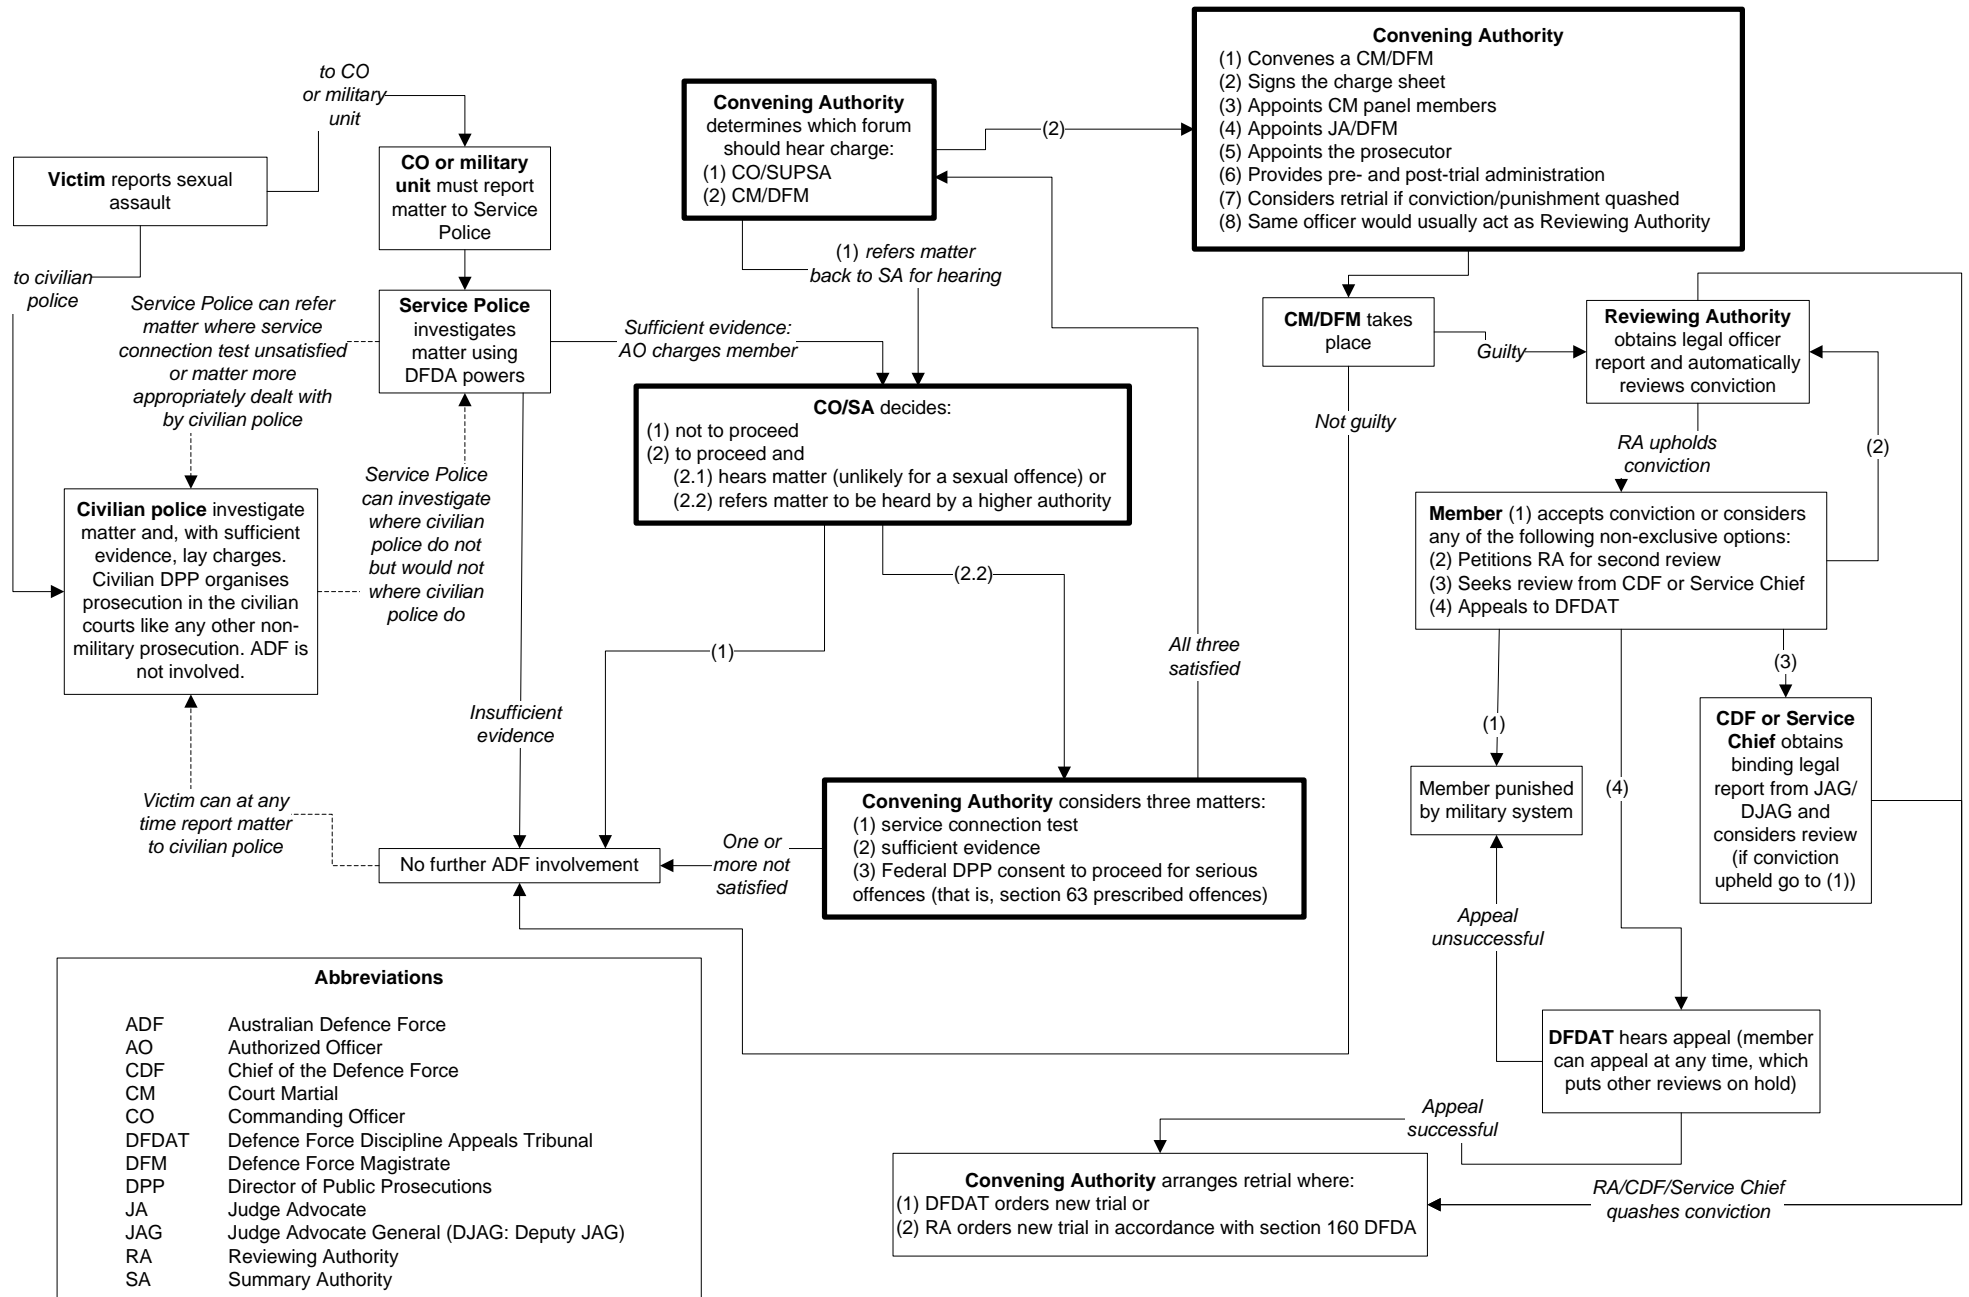 to CO
or military
unit
Victim reports sexual
assault
to civilian
police
CO or military
unit must report
matter to Service
Police
Service Police can refer
matter where service
connection test unsatisfied
or matter more
appropriately dealt with
by civilian police
Service Police
investigates
matter using
DFDA powers
Sufficient evidence:
AO charges member
Civilian police investigate
matter and, with sufficient
evidence, lay charges.
Civilian DPP organises
prosecution in the civilian
courts like any other non-
military prosecution. ADF is
not involved.
Service Police
can investigate
where civilian
police do not
but would not
where civilian
police do
Insufficient
evidence
Victim can at any
time report matter
to civilian police
No further ADF involvement
Convening Authority
determines which forum
should hear charge:
(1) CO/SUPSA
(2) CM/DFM
(2)
(1) refers matter
back to SA for hearing
CO/SA decides:
(1) not to proceed
(2) to proceed and
(2.1) hears matter (unlikely for a sexual offence) or
(2.2) refers matter to be heard by a higher authority
(1)
(2.2)
All three
satisfied
One or
more not
satisfied
Convening Authority considers three matters:
(1) service connection test
(2) sufficient evidence
(3) Federal DPP consent to proceed for serious
offences (that is, section 63 prescribed offences)
Convening Authority
(1) Convenes a CM/DFM
(2) Signs the charge sheet
(3) Appoints CM panel members
(4) Appoints JA/DFM
(5) Appoints the prosecutor
(6) Provides pre- and post-trial administration
(7) Considers retrial if conviction/punishment quashed
(8) Same officer would usually act as Reviewing Authority
CM/DFM takes
place
Guilty
Not guilty
Reviewing Authority
obtains legal officer
report and automatically
reviews conviction
RA upholds
conviction
(2)
Member (1) accepts conviction or considers
any of the following non-exclusive options:
(2) Petitions RA for second review
(3) Seeks review from CDF or Service Chief
(4) Appeals to DFDAT
(1)
(4)
(3)
Member punished
by military system
CDF or Service
Chief obtains
binding legal
report from JAG/
DJAG and
considers review
(if conviction
upheld go to (1))
Appeal
unsuccessful
DFDAT hears appeal (member
can appeal at any time, which
puts other reviews on hold)
Appeal
successful
Convening Authority arranges retrial where:
(1) DFDAT orders new trial or
(2) RA orders new trial in accordance with section 160 DFDA
RA/CDF/Service Chief
quashes conviction
Abbreviations
ADF Australian Defence Force
AO Authorized Officer
CDF Chief of the Defence Force
CM Court Martial
CO Commanding Officer
DFDAT Defence Force Discipline Appeals Tribunal
DFM Defence Force Magistrate
DPP Director of Public Prosecutions
JA Judge Advocate
JAG Judge Advocate General (DJAG: Deputy JAG)
RA Reviewing Authority
SA Summary Authority